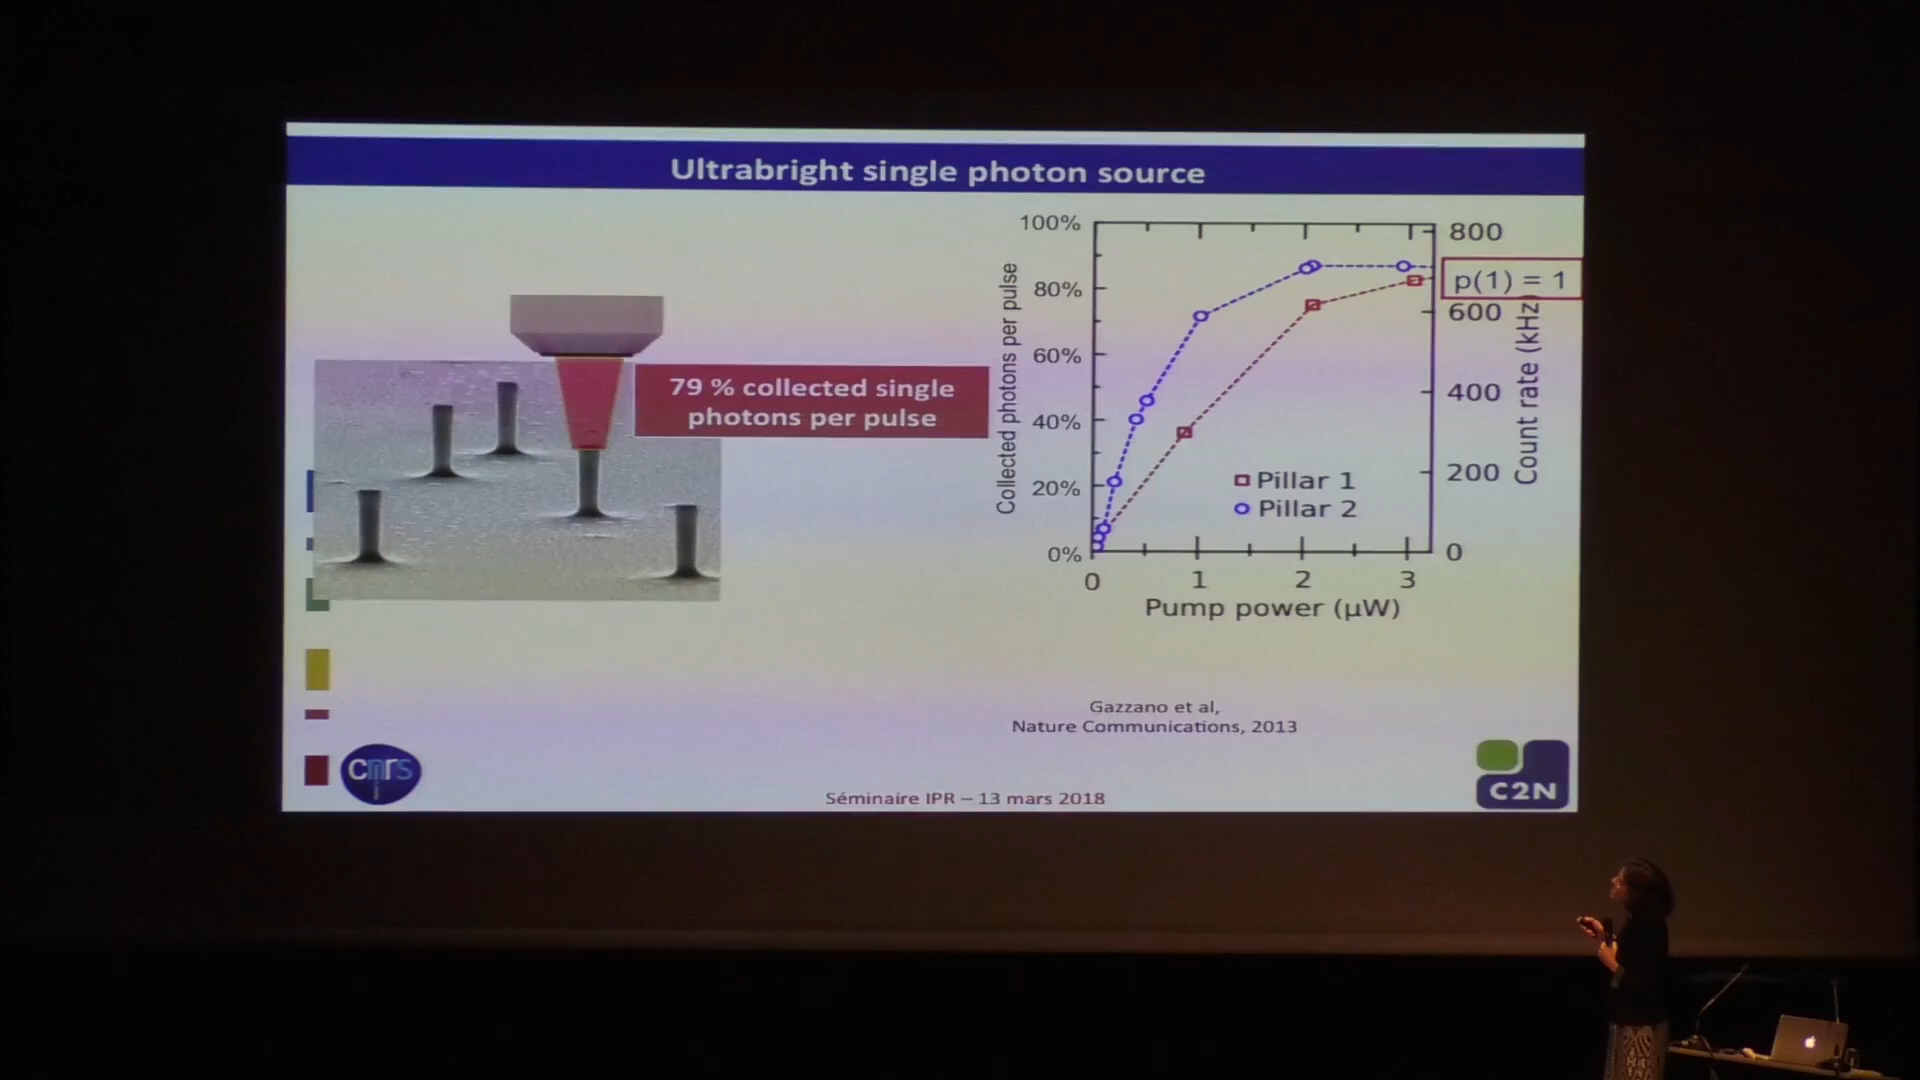 Ultrabright single photon source
79 % collected single
photons per pulse
Collected photons per pulse
100%
80%
60%
40%
20%
0%
Pillar 1
Pillar 2
0 1 2 3
Pump power (μW)
800
p(1) = 1
600
400
200
0
Count rate (kHz)
Gazzano et al,
Nature Communications, 2013
cnrs
Séminaire IPR – 13 mars 2018
C2N